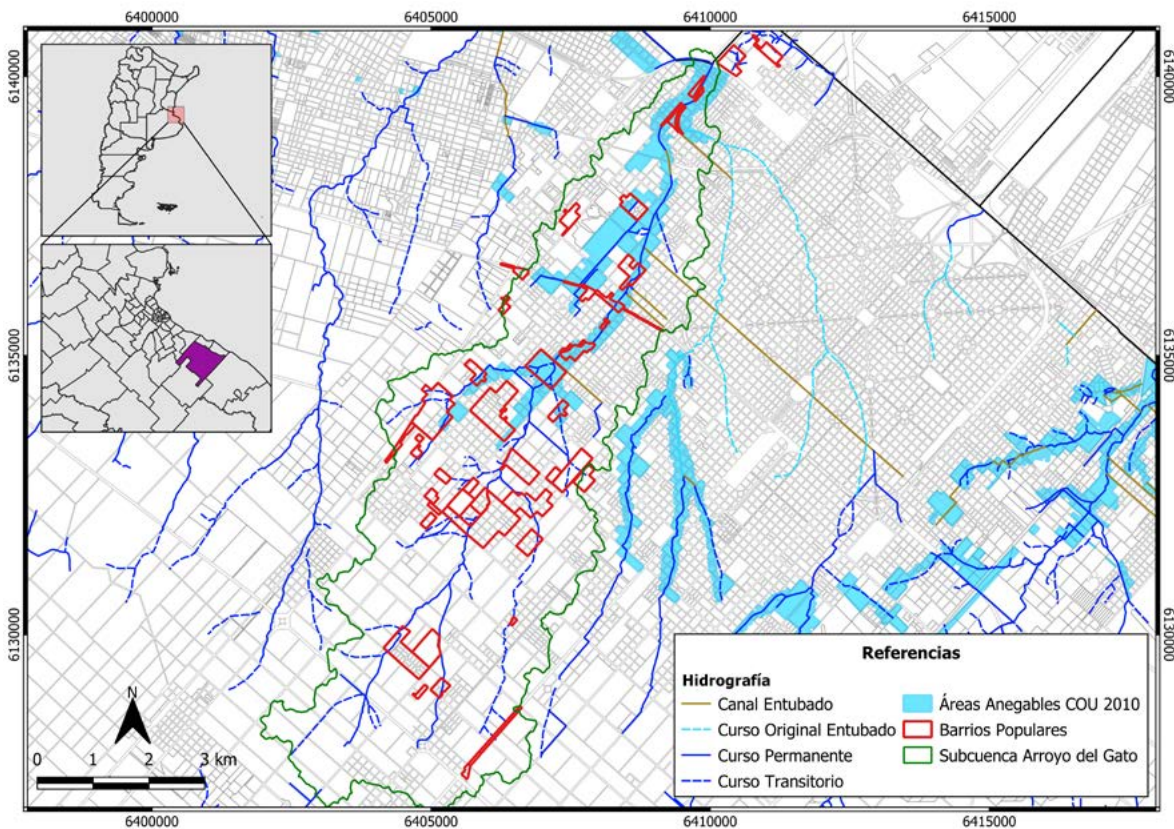 6400000 6405000 6410000 6415000
6140000 6140000
6135000 6135000
6130000 6130000
N
0 1 2 3 km
Referencias
Hidrografía
Canal Entubado
Curso Original Entubado
Curso Permanente
Curso Transitorio
Áreas Anegables COU 2010
Barrios Populares
Subcuenca Arroyo del Gato
6400000 6405000 6410000 6415000